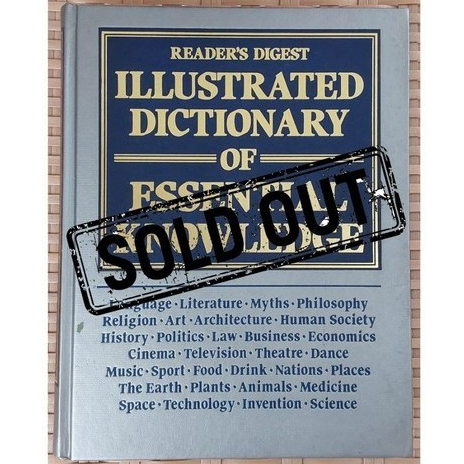 READER'S DIGEST
ILLUSTRATED
DICTIONARY
OF
ESSENTIAL
KNOWLEDGE
SOLD OUT
Language · Literature · Myths · Philosophy
Religion · Art · Architecture · Human Society
History · Politics · Law · Business · Economics
Cinema · Television · Theatre · Dance
Music · Sport · Food · Drink · Nations · Places
The Earth · Plants · Animals · Medicine
Space · Technology · Invention · Science